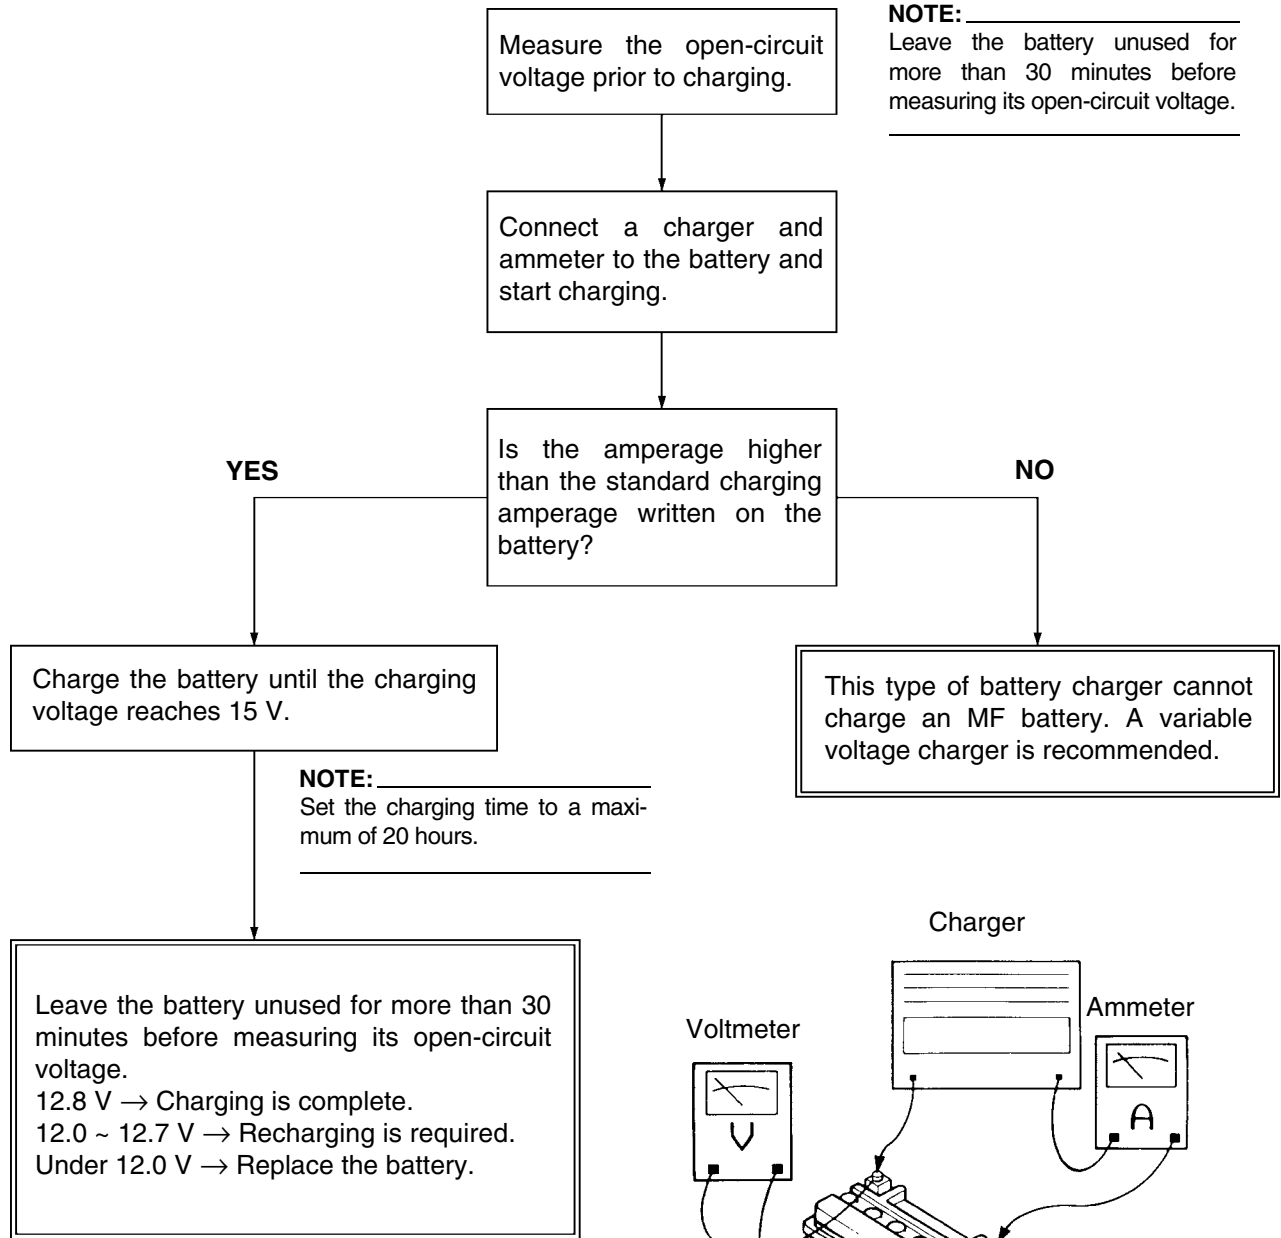 Measure the open-circuit
voltage prior to charging.
NOTE:
Leave the battery unused for
more than 30 minutes before
measuring its open-circuit voltage.
Connect a charger and
ammeter to the battery and
start charging.
Is the amperage higher
than the standard charging
amperage written on the
battery?
YES
NO
Charge the battery until the charging
voltage reaches 15 V.
This type of battery charger cannot
charge an MF battery. A variable
voltage charger is recommended.
NOTE:
Set the charging time to a maxi-
mum of 20 hours.
Leave the battery unused for more than 30
minutes before measuring its open-circuit
voltage.
12.8 V → Charging is complete.
12.0 ~ 12.7 V → Recharging is required.
Under 12.0 V → Replace the battery.
Charger
Ammeter
Voltmeter
V
A